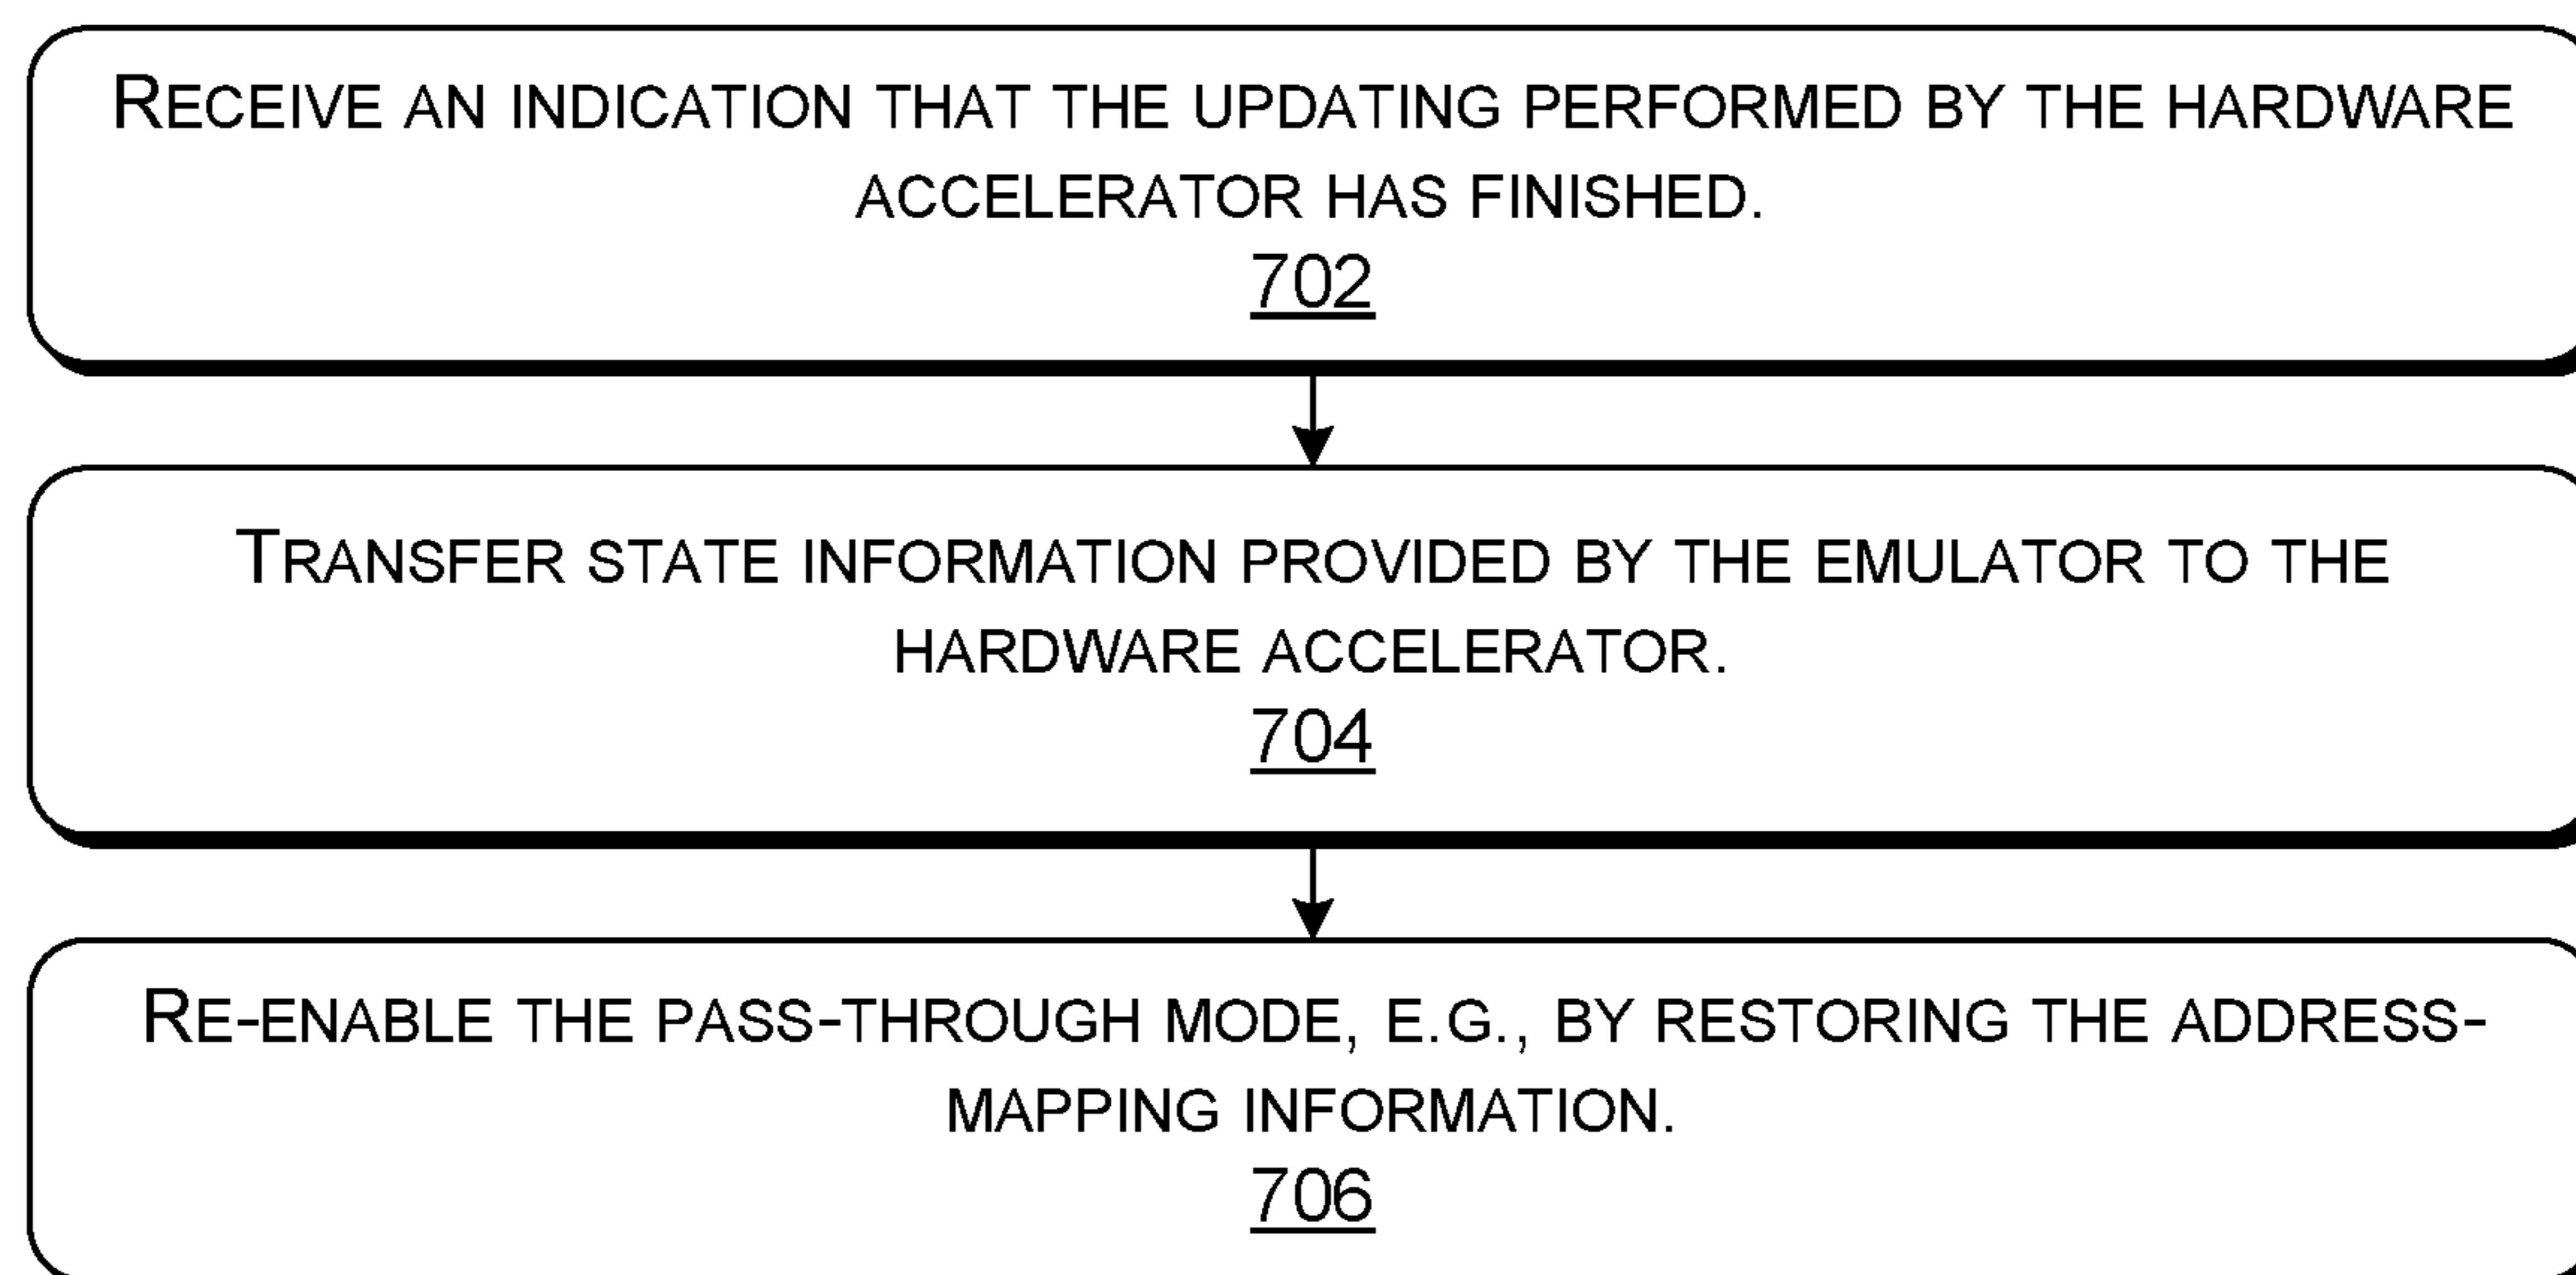 RECEIVE AN INDICATION THAT THE UPDATING PERFORMED BY THE HARDWARE
ACCELERATOR HAS FINISHED.
702
TRANSFER STATE INFORMATION PROVIDED BY THE EMULATOR TO THE
HARDWARE ACCELERATOR.
704
RE-ENABLE THE PASS-THROUGH MODE, E.G., BY RESTORING THE ADDRESS-
MAPPING INFORMATION.
706